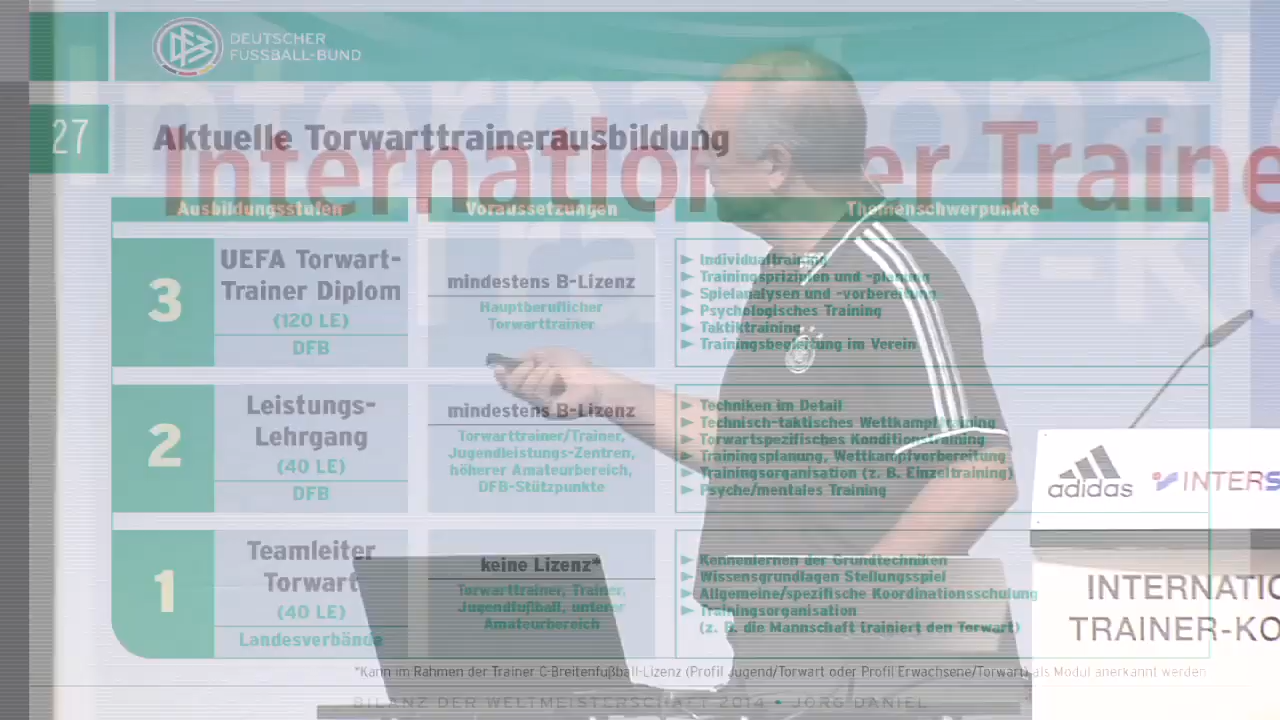 DEUTSCHER
FUSSBALL-BUND
27
Aktuelle Torwarttrainerausbildung
Internationaler Traine
Ausbildungsstufen
Voraussetzungen
Themenschwerpunkte
3
UEFA Torwart-
Trainer Diplom
(120 LE)
DFB
mindestens B-Lizenz
Hauptberuflicher
Torwarttrainer
► Individualtraining
► Trainingsprizipien und -planung
► Spielanalysen und -vorbereitung
► Psychologisches Training
► Taktiktraining
► Trainingsbegleitung im Verein
2
Leistungs-
Lehrgang
(40 LE)
DFB
mindestens B-Lizenz
Torwarttrainer/Trainer,
Jugendleistungs-Zentren,
höherer Amateurbereich,
DFB-Stützpunkte
► Techniken im Detail
► Technisch-taktisches Wettkampftraining
► Torwartspezifisches Konditionstraining
► Trainingsplanung, Wettkampfvorbereitung
► Trainingsorganisation (z. B. Einzeltraining)
► Psyche/mentales Training
1
Teamleiter
Torwart
(40 LE)
Landesverbände
keine Lizenz*
Torwarttrainer, Trainer,
Jugendfußball, unterer
Amateurbereich
► Kennenlernen der Grundtechniken
► Wissensgrundlagen Stellungsspiel
► Allgemeine/spezifische Koordinationsschulung
► Trainingsorganisation
(z. B. die Mannschaft trainiert den Torwart)
*Kann im Rahmen der Trainer C-Breitenfußball-Lizenz (Profil Jugend/Torwart oder Profil Erwachsene/Torwart) als Modul anerkannt werden
BILANZ DER WELTMEISTERSCHAFT 2014 • JÖRG DANIEL
adidas
INTERS
INTERNATIO
TRAINER-KO